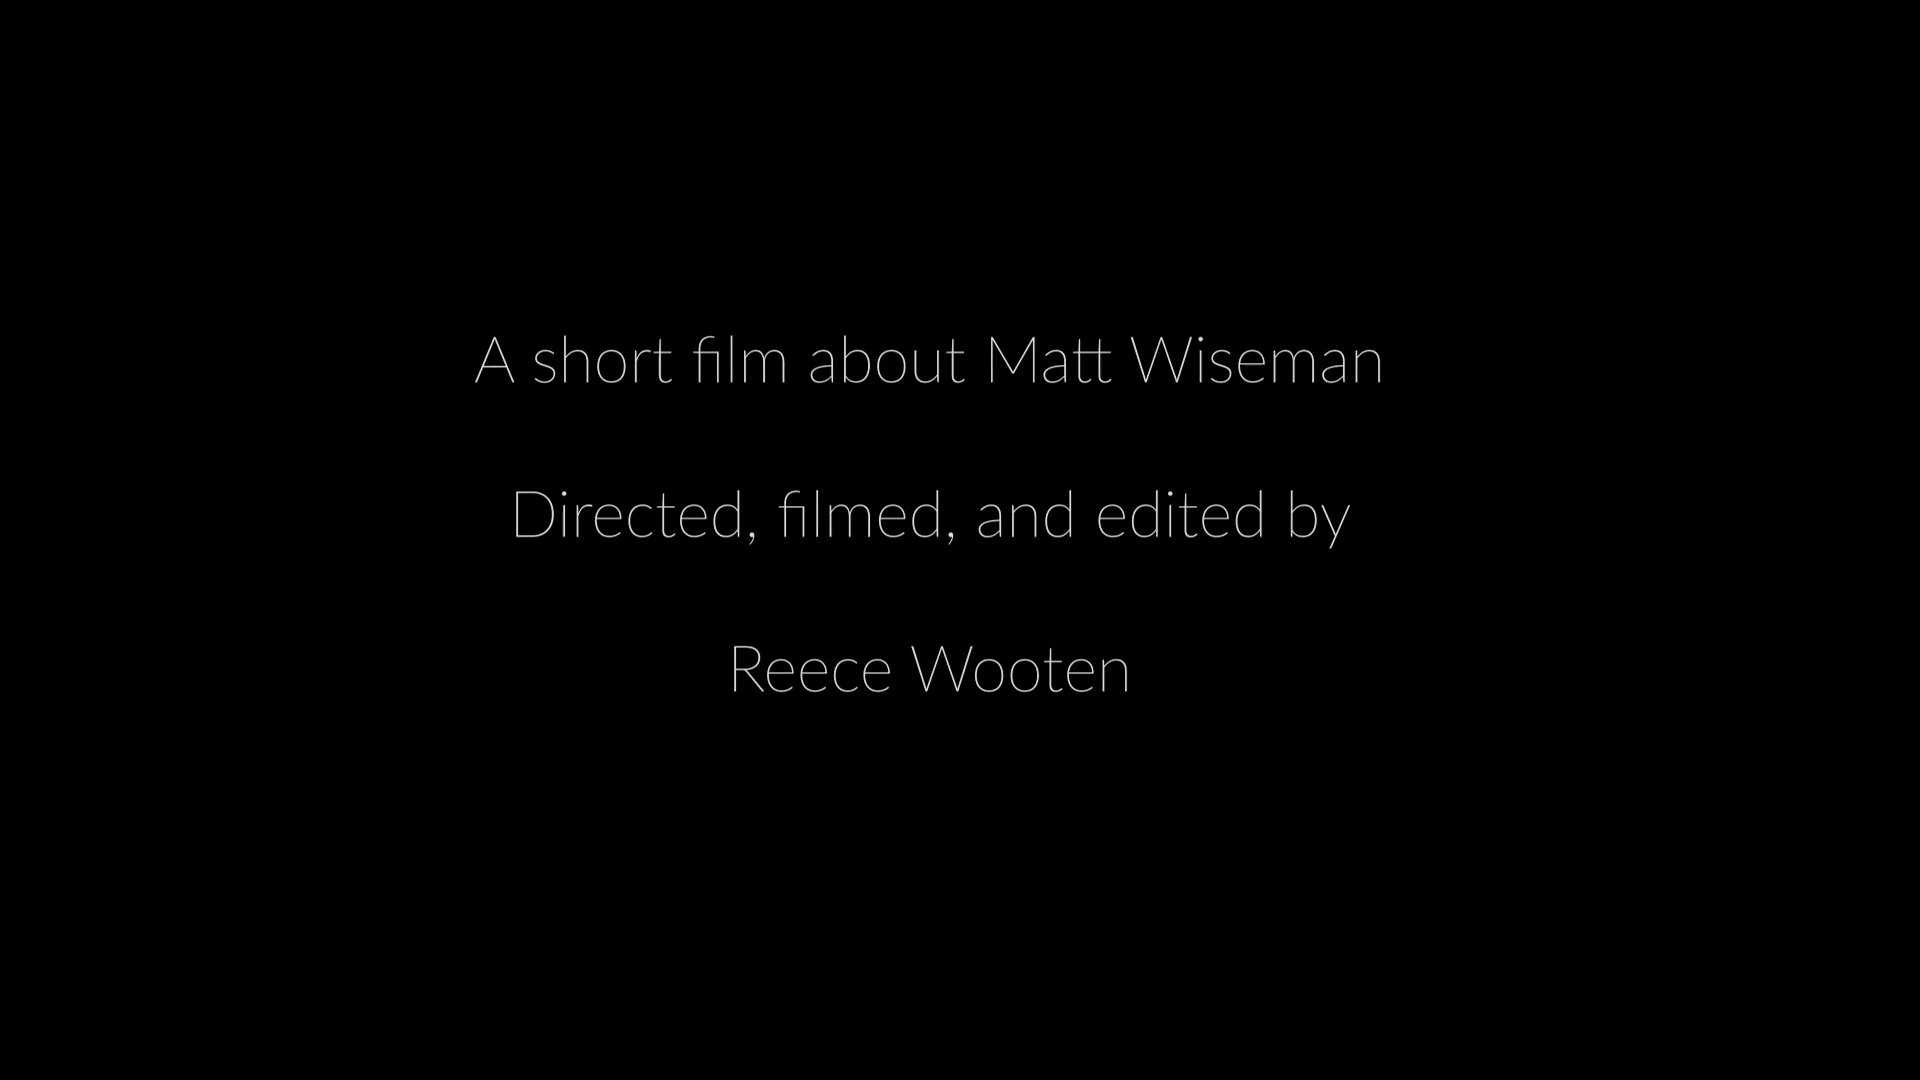 A short film about Matt Wiseman
Directed, filmed, and edited by
Reece Wooten